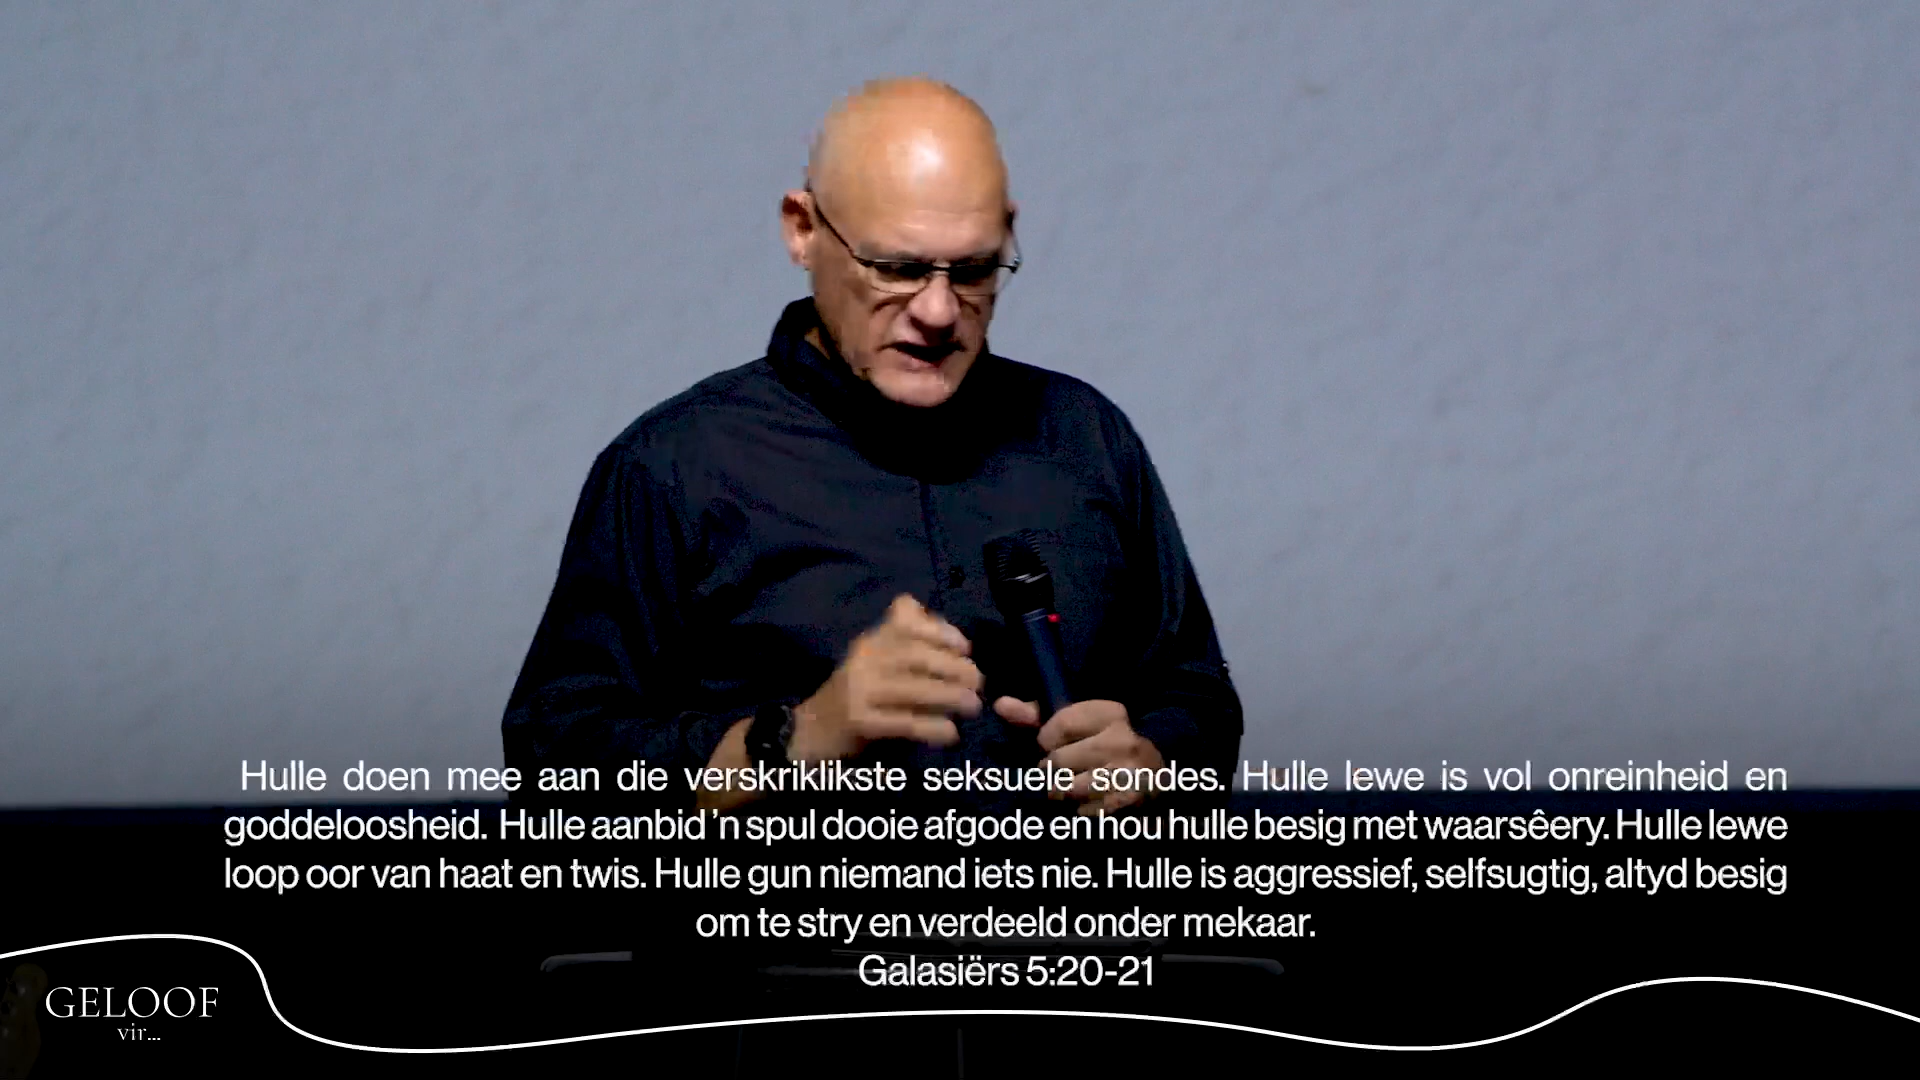 Hulle doen mee aan die verskriklikste seksuele sondes. Hulle lewe is vol onreinheid en
goddeloosheid. Hulle aanbid 'n spul dooie afgode en hou hulle besig met waarsêery. Hulle lewe
loop oor van haat en twis. Hulle gun niemand iets nie. Hulle is aggressief, selfsugtig, altyd besig
om te stry en verdeeld onder mekaar.
Galasiërs 5:20-21
GELOOF
vir...